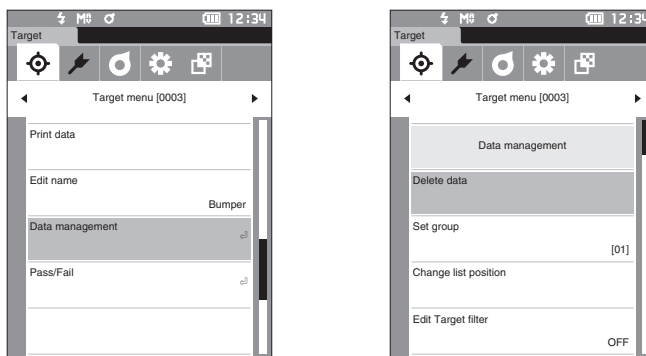 12:34
Target
Target menu [0003]
Print data
Edit name
Bumper
Data management
Pass/Fail
12:34
Target
Target menu [0003]
Data management
Delete data
Set group
[01]
Change list position
Edit Target filter
OFF